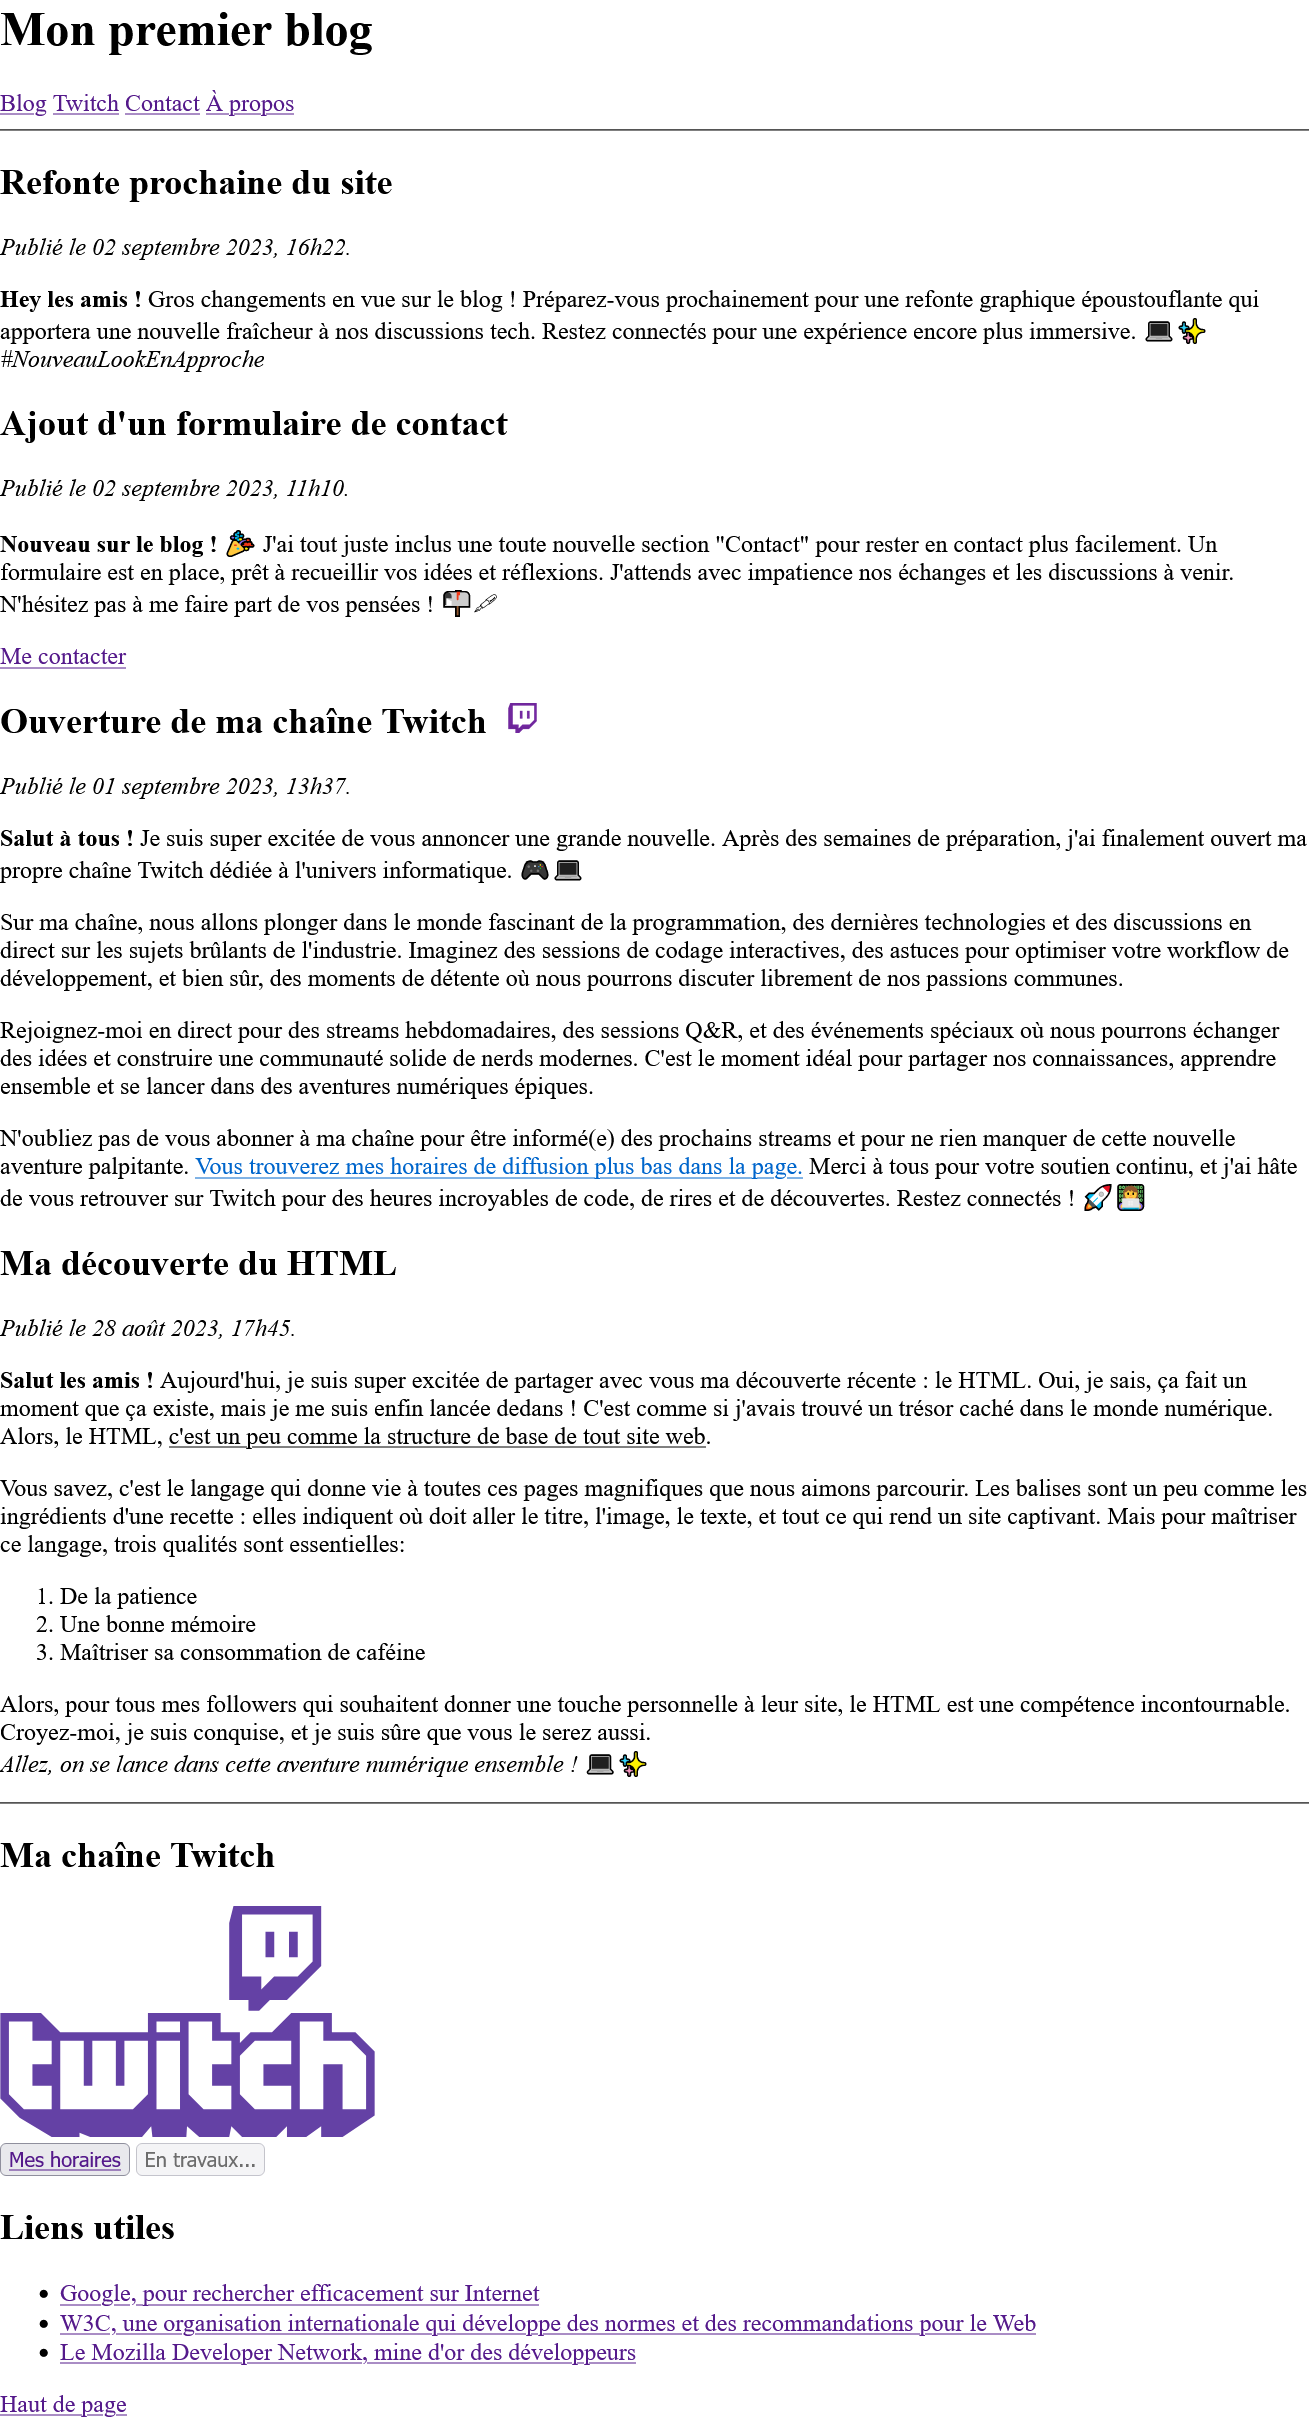 Mon premier blog
Blog Twitch Contact À propos
Refonte prochaine du site
Publié le 02 septembre 2023, 16h22.
Hey les amis ! Gros changements en vue sur le blog ! Préparez-vous prochainement pour une refonte graphique époustouflante qui
apportera une nouvelle fraîcheur à nos discussions tech. Restez connectés pour une expérience encore plus immersive. 💻✨
#NouveauLookEnApproche
Ajout d'un formulaire de contact
Publié le 02 septembre 2023, 11h10.
Nouveau sur le blog ! 🎉 J'ai tout juste inclus une toute nouvelle section "Contact" pour rester en contact plus facilement. Un
formulaire est en place, prêt à recueillir vos idées et réflexions. J'attends avec impatience nos échanges et les discussions à venir.
N'hésitez pas à me faire part de vos pensées ! 📬🖋
Me contacter
Ouverture de ma chaîne Twitch
Publié le 01 septembre 2023, 13h37.
Salut à tous ! Je suis super excitée de vous annoncer une grande nouvelle. Après des semaines de préparation, j'ai finalement ouvert ma
propre chaîne Twitch dédiée à l'univers informatique. 🎮💻
Sur ma chaîne, nous allons plonger dans le monde fascinant de la programmation, des dernières technologies et des discussions en
direct sur les sujets brûlants de l'industrie. Imaginez des sessions de codage interactives, des astuces pour optimiser votre workflow de
développement, et bien sûr, des moments de détente où nous pourrons discuter librement de nos passions communes.
Rejoignez-moi en direct pour des streams hebdomadaires, des sessions Q&R, et des événements spéciaux où nous pourrons échanger
des idées et construire une communauté solide de nerds modernes. C'est le moment idéal pour partager nos connaissances, apprendre
ensemble et se lancer dans des aventures numériques épiques.
N'oubliez pas de vous abonner à ma chaîne pour être informé(e) des prochains streams et pour ne rien manquer de cette nouvelle
aventure palpitante. Vous trouverez mes horaires de diffusion plus bas dans la page. Merci à tous pour votre soutien continu, et j'ai hâte
de vous retrouver sur Twitch pour des heures incroyables de code, de rires et de découvertes. Restez connectés ! 🚀👨‍💻
Ma découverte du HTML
Publié le 28 août 2023, 17h45.
Salut les amis ! Aujourd'hui, je suis super excitée de partager avec vous ma découverte récente : le HTML. Oui, je sais, ça fait un
moment que ça existe, mais je me suis enfin lancée dedans ! C'est comme si j'avais trouvé un trésor caché dans le monde numérique.
Alors, le HTML, c'est un peu comme la structure de base de tout site web.
Vous savez, c'est le langage qui donne vie à toutes ces pages magnifiques que nous aimons parcourir. Les balises sont un peu comme les
ingrédients d'une recette : elles indiquent où doit aller le titre, l'image, le texte, et tout ce qui rend un site captivant. Mais pour maîtriser
ce langage, trois qualités sont essentielles:
1. De la patience
2. Une bonne mémoire
3. Maîtriser sa consommation de caféine
Alors, pour tous mes followers qui souhaitent donner une touche personnelle à leur site, le HTML est une compétence incontournable.
Croyez-moi, je suis conquise, et je suis sûre que vous le serez aussi.
Allez, on se lance dans cette aventure numérique ensemble ! 💻✨
Ma chaîne Twitch
twitch
Mes horaires En travaux...
Liens utiles
• Google, pour rechercher efficacement sur Internet
• W3C, une organisation internationale qui développe des normes et des recommandations pour le Web
• Le Mozilla Developer Network, mine d'or des développeurs
Haut de page